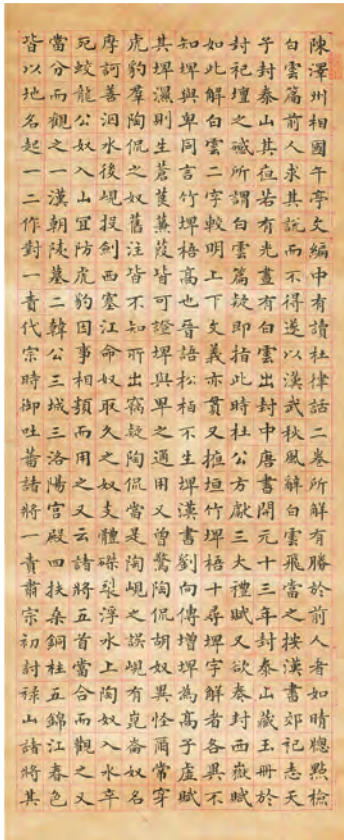 陳澤州相國午亭文編中有讀杜律話二卷所解有勝於前人者如晴牕點檢
白雲篇前人求其說而不得遂以漢武秋風辭白雲飛當之按漢書郊祀志天
子封泰山其夜若有光晝有白雲出封中唐書開元十三年封泰山藏玉冊於
封祀壇之所謂白雲篇疑即指此時杜公方獻三大禮賦又欲奏封西嶽賦
如此解白雲二字較明上下文義亦貫又掖垣竹埤梧十尋埤字解者各異不
知埤與卑同言竹埤梧高也晉語松柏不生埤漢書劉向傳增埤為高子虛賦
其埤濕則生蒼莨蒹葭皆可證埤與卑之通用又曾驚陶侃胡奴異怪爾常穿
虎豹羣陶侃之奴舊注皆不知所出竊疑陶侃當是陶峴之誤峴有崑崙奴名
摩訶善泅水後峴投劍西塞江命奴取久之奴支體磔裂浮水上陶奴入水卒
死蛟龍公奴入山宜防虎豹因事相類而用之又云諸將五首當合而觀之又
當分而觀之一漢朝陵墓二韓公三城三洛陽宮殿四扶桑銅柱五錦江春色
皆以地名起一二作對一責代宗時御吐蕃諸將一責肅宗初討祿山諸將其